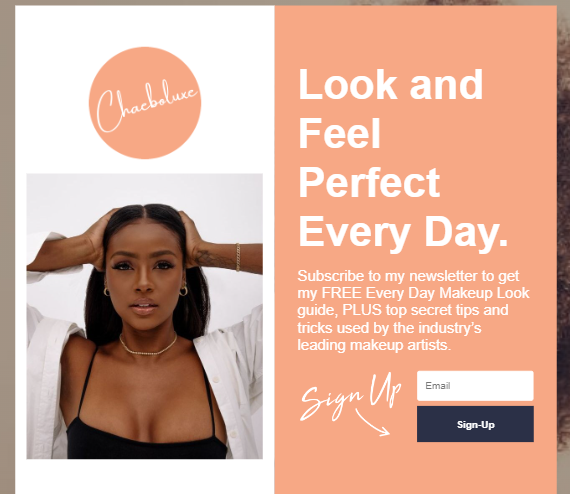 Chaeboluxe
Look and
Feel
Perfect
Every Day.
Subscribe to my newsletter to get
my FREE Every Day Makeup Look
guide, PLUS top secret tips and
tricks used by the industry's
leading makeup artists.
Sign Up
Email
Sign-Up